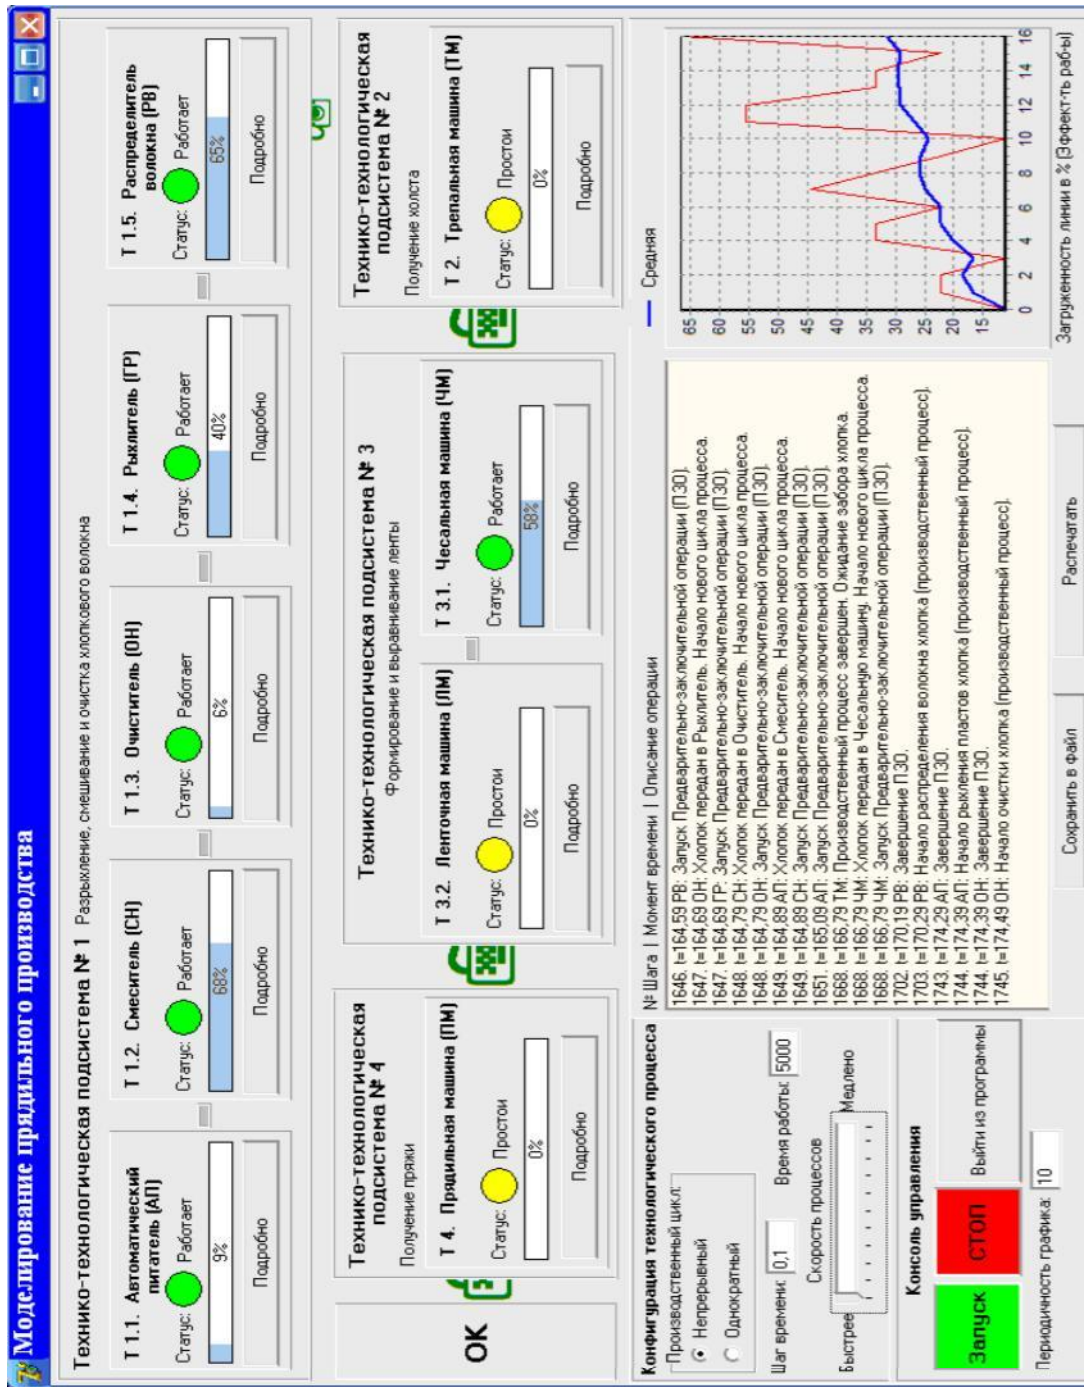 Моделирование прядильного производства
Технико-технологическая подсистема № 1 Разрыхление, смешивание и очистка хлопкового волокна
Т 1.1. Автоматический
питатель (АП)
Статус: Работает
9%
Подробно
Т 1.2. Смеситель (СН)
Статус: Работает
68%
Подробно
Т 1.3. Очиститель (ОН)
Статус: Работает
6%
Подробно
Т 1.4. Рыхлитель (ГР)
Статус: Работает
40%
Подробно
Т 1.5. Распределитель
волокна (РВ)
Статус: Работает
65%
Подробно
OK
Технико-технологическая
подсистема № 4
Получение пряжи
Т 4. Прядильная машина (ПМ)
Статус: Простои
0%
Подробно
Технико-технологическая подсистема № 3
Формирование и выравнивание ленты
Т 3.2. Ленточная машина (ЛМ)
Статус: Простои
0%
Подробно
Т 3.1. Чесальная машина (ЧМ)
Статус: Работает
58%
Подробно
Технико-технологическая
подсистема № 2
Получение холста
Т 2. Трепальная машина (ТМ)
Статус: Простои
0%
Подробно
Конфигурация технологического процесса
Производственный цикл:
Непрерывный
Однократный
Шаг времени: 0,1 Время работы: 5000
Скорость процессов
Быстрее Медлено
Консоль управления
Запуск СТОП Выйти из программы
Периодичность графика: 10
№ Шага | Момент времени | Описание операции
1646. t=164,59 РВ: Запуск Предварительно-заключительной операции (ПЗО).
1647. t=164,69 ОН: Хлопок передан в Рыхлитель. Начало нового цикла процесса.
1647. t=164,69 ГР: Запуск Предварительно-заключительной операции (ПЗО).
1648. t=164,79 СН: Хлопок передан в Очиститель. Начало нового цикла процесса.
1648. t=164,79 ОН: Запуск Предварительно-заключительной операции (ПЗО).
1649. t=164,89 АП: Хлопок передан в Смеситель. Начало нового цикла процесса.
1649. t=164,89 СН: Запуск Предварительно-заключительной операции (ПЗО).
1651. t=165,09 АП: Запуск Предварительно-заключительной операции (ПЗО).
1668. t=166,79 ТМ: Производственный процесс завершен. Ожидание забора хлопка.
1668. t=166,79 ЧМ: Хлопок передан в Чесальную машину. Начало нового цикла процесса.
1668. t=166,79 ЧМ: Запуск Предварительно-заключительной операции (ПЗО).
1702. t=170,19 РВ: Завершение ПЗО.
1703. t=170,29 РВ: Начало распределения волокна хлопка (производственный процесс).
1743. t=174,29 АП: Завершение ПЗО.
1744. t=174,39 АП: Начало рыхления пластов хлопка (производственный процесс).
1744. t=174,39 ОН: Завершение ПЗО.
1745. t=174,49 ОН: Начало очистки хлопка (производственный процесс).
Сохранить в файл Распечатать
Средняя
65
60
55
50
45
40
35
30
25
20
15
0 2 4 6 8 10 12 14 16
Загруженность линии в % (Эффект-ть раб-ы)